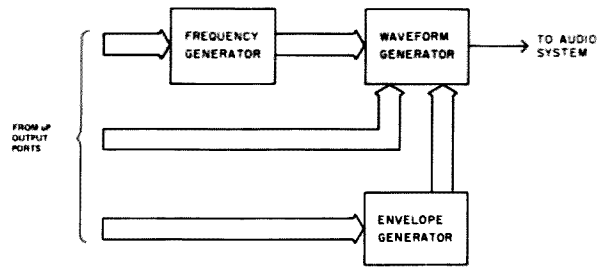 FREQUENCY
GENERATOR
WAVEFORM
GENERATOR
TO AUDIO
SYSTEM
FROM μP
OUTPUT
PORTS
ENVELOPE
GENERATOR